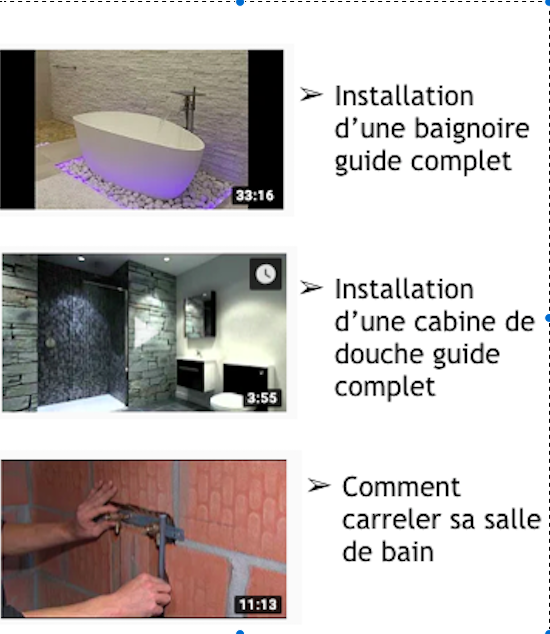 33:16
➢ Installation
d’une baignoire
guide complet
3:55
➢ Installation
d’une cabine de
douche guide
complet
11:13
➢ Comment
carreler sa salle
de bain